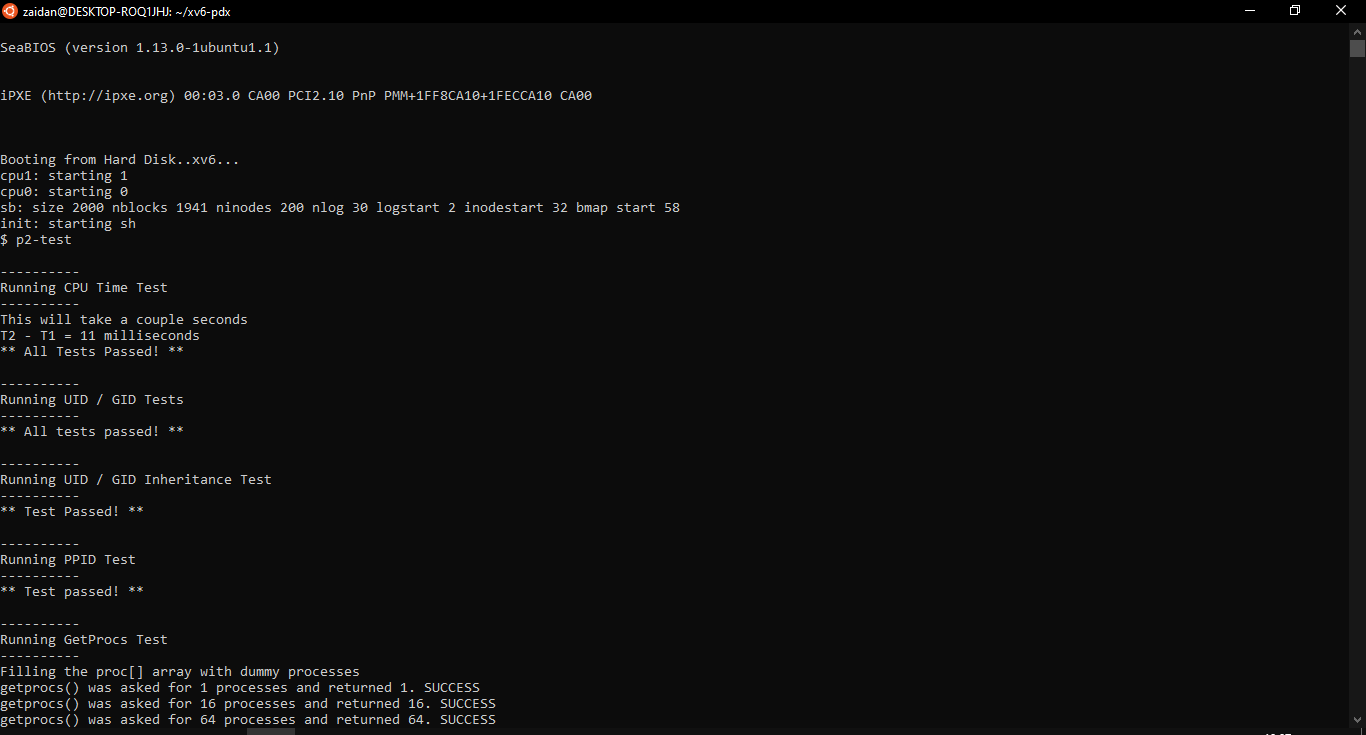 zaidan@DESKTOP-ROQ1JHJ: ~/xv6-pdx
SeaBIOS (version 1.13.0-1ubuntu1.1)
iPXE (http://ipxe.org) 00:03.0 CA00 PCI2.10 PnP PMM+1FF8CA10+1FECCA10 CA00
Booting from Hard Disk..xv6...
cpu1: starting 1
cpu0: starting 0
sb: size 2000 nblocks 1941 ninodes 200 nlog 30 logstart 2 inodestart 32 bmap start 58
init: starting sh
$ p2-test
----------
Running CPU Time Test
----------
This will take a couple seconds
T2 - T1 = 11 milliseconds
** All Tests Passed! **
----------
Running UID / GID Tests
----------
** All tests passed! **
----------
Running UID / GID Inheritance Test
----------
** Test Passed! **
----------
Running PPID Test
----------
** Test passed! **
----------
Running GetProcs Test
----------
Filling the proc[] array with dummy processes
getprocs() was asked for 1 processes and returned 1. SUCCESS
getprocs() was asked for 16 processes and returned 16. SUCCESS
getprocs() was asked for 64 processes and returned 64. SUCCESS